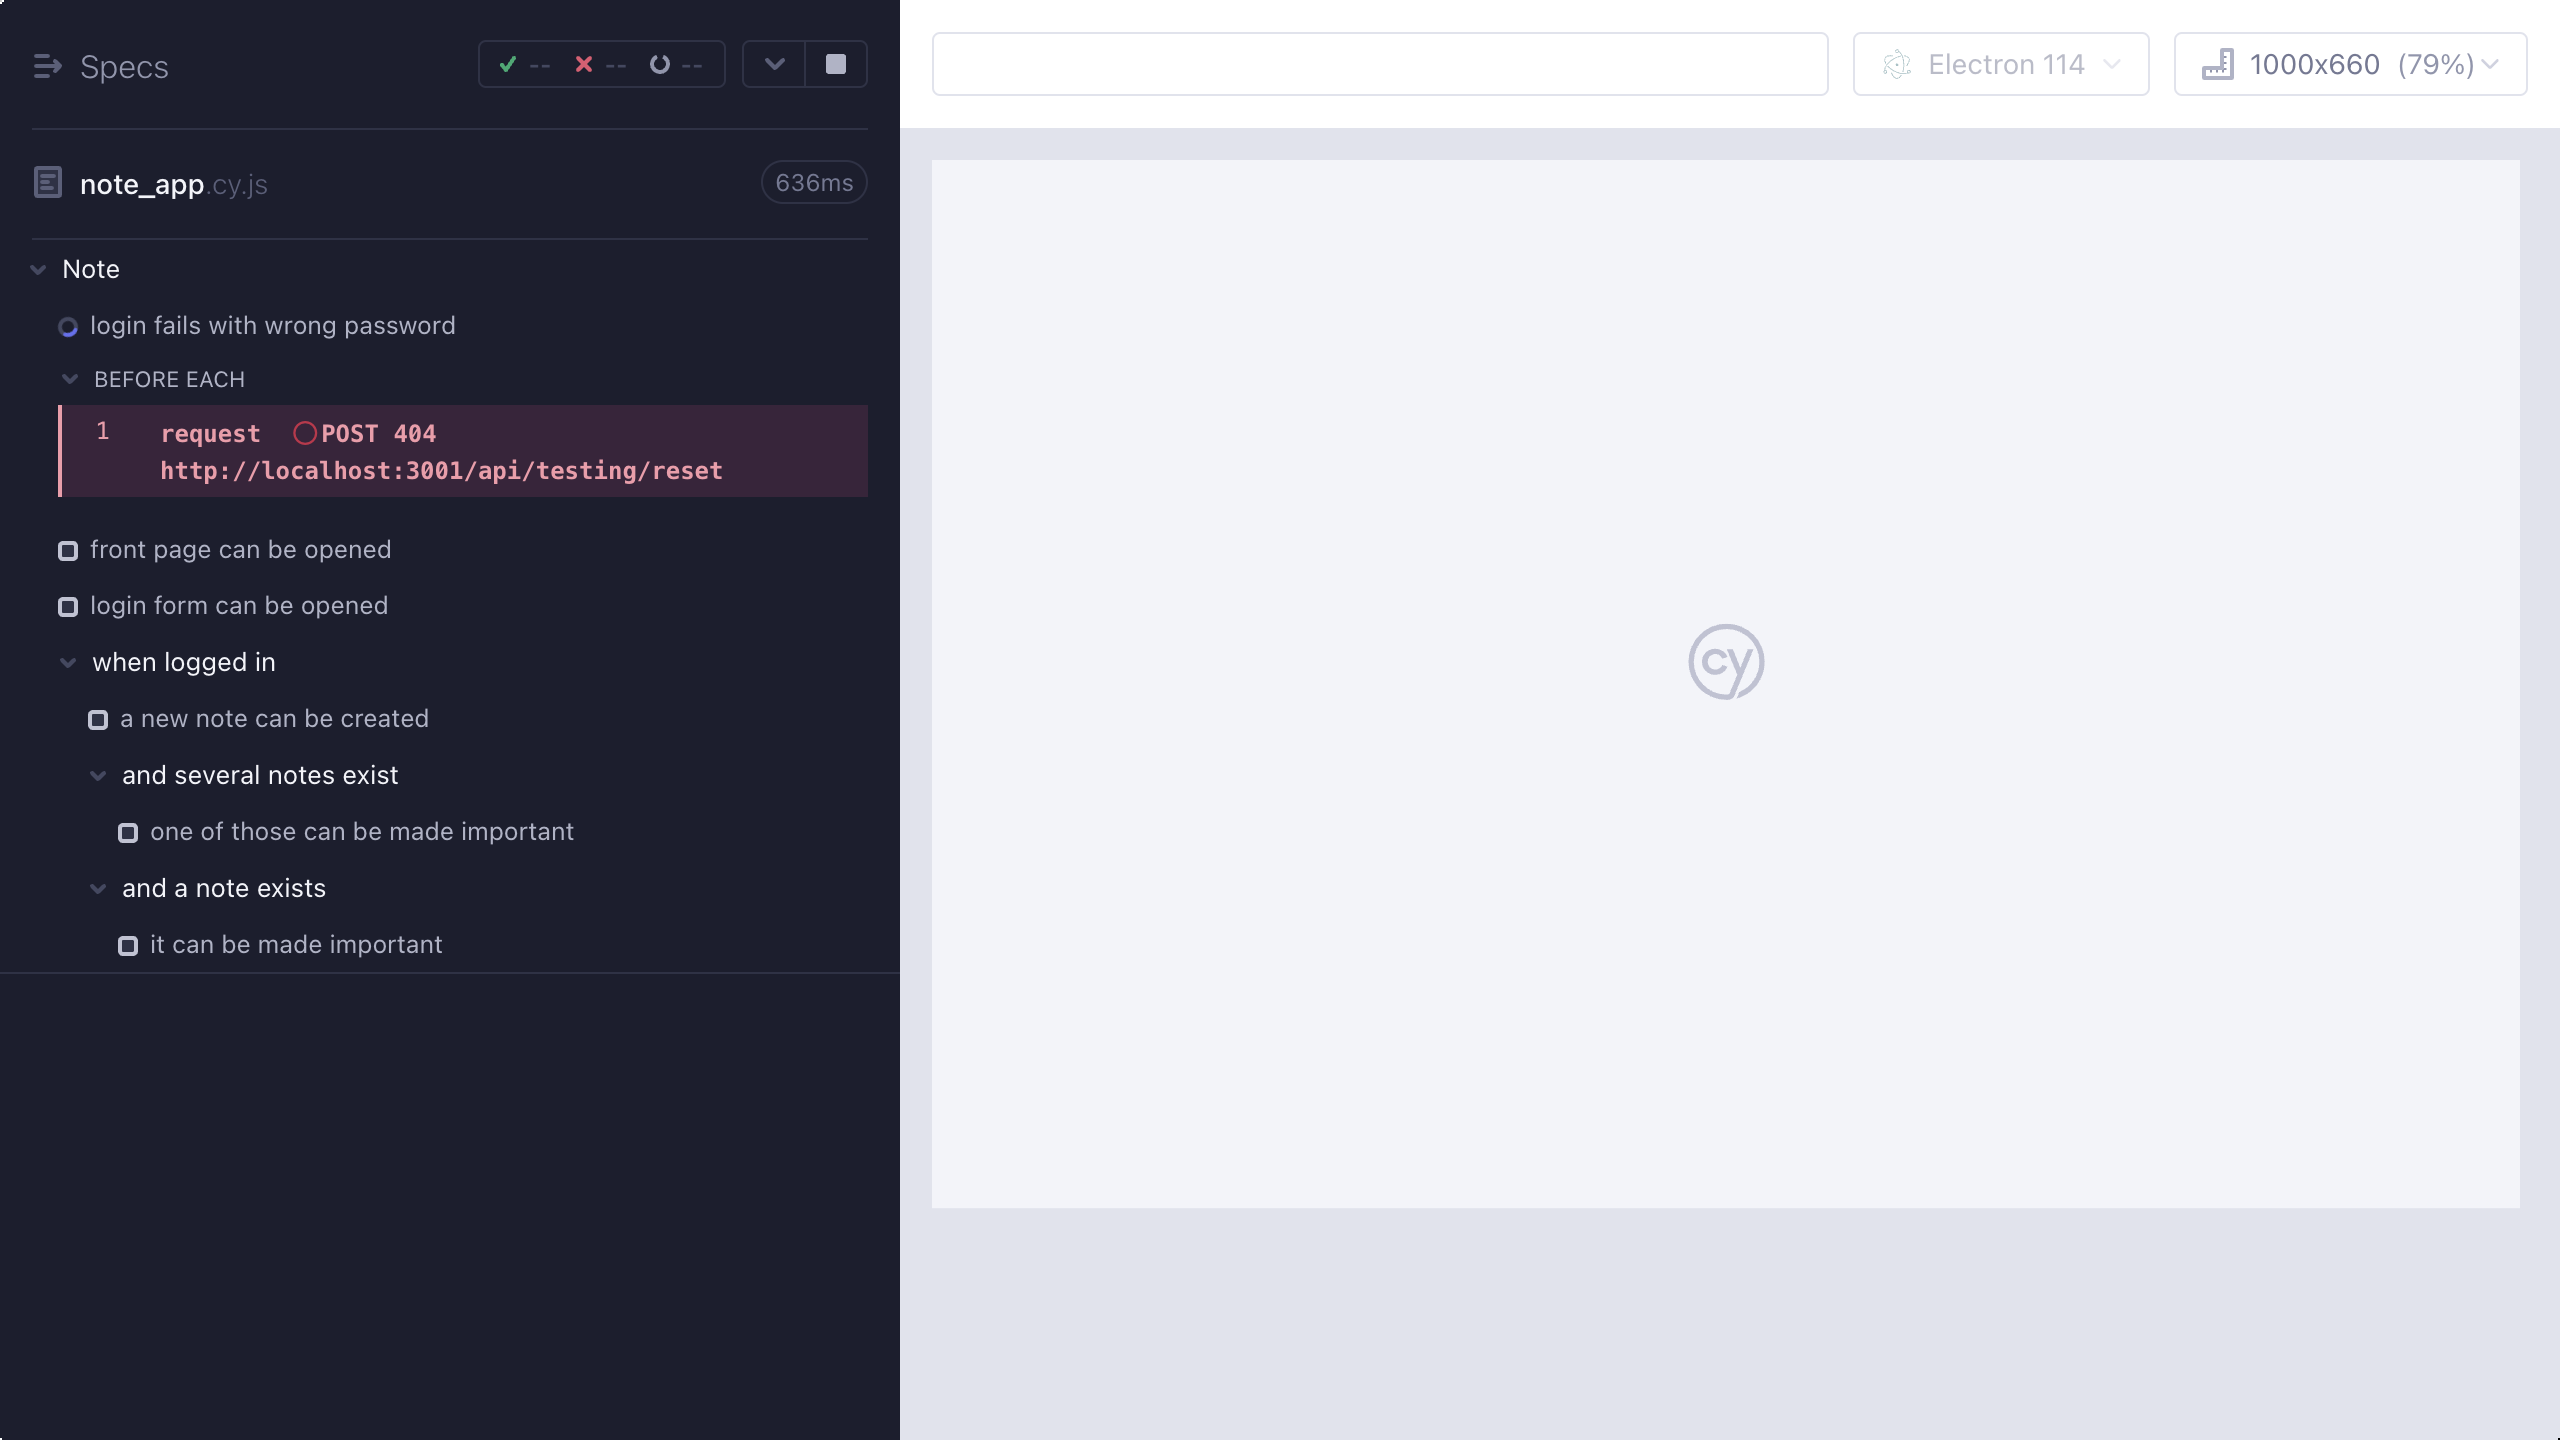 Specs
-- -- --
note_app.cy.js
636ms
Note
login fails with wrong password
BEFORE EACH
1 request POST 404
http://localhost:3001/api/testing/reset
front page can be opened
login form can be opened
when logged in
a new note can be created
and several notes exist
one of those can be made important
and a note exists
it can be made important
Electron 114
1000x660 (79%)
cy